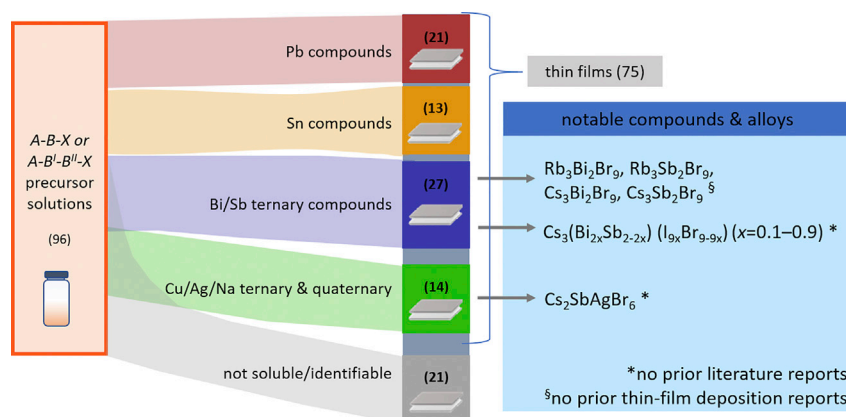 A-B-X or
A-Bᴵ-Bᴵᴵ-X
precursor
solutions
(96)
Pb compounds
(21)
Sn compounds
(13)
Bi/Sb ternary compounds
(27)
Cu/Ag/Na ternary & quaternary
(14)
not soluble/identifiable
(21)
thin films (75)
notable compounds & alloys
Rb₃Bi₂Br₉, Rb₃Sb₂Br₉,
Cs₃Bi₂Br₉, Cs₃Sb₂Br₉ §
Cs₃(Bi₂ₓSb₂₋₂ₓ) (I₉ₓBr₉₋₉ₓ) (x=0.1–0.9) *
Cs₂SbAgBr₆ *
*no prior literature reports
§no prior thin-film deposition reports